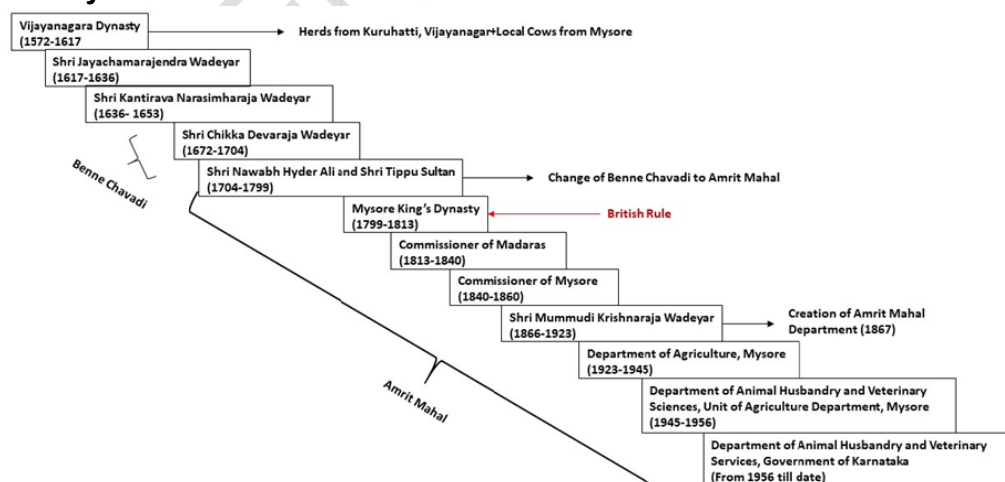 Vijayanagara Dynasty
(1572-1617
Herds from Kuruhatti, Vijayanagar+Local Cows from Mysore
Shri Jayachamarajendra Wadeyar
(1617-1636)
Shri Kantirava Narasimharaja Wadeyar
(1636- 1653)
Shri Chikka Devaraja Wadeyar
(1672-1704)
Benne Chavadi
Shri Nawabh Hyder Ali and Shri Tippu Sultan
(1704-1799)
Change of Benne Chavadi to Amrit Mahal
Mysore King's Dynasty
(1799-1813)
British Rule
Commissioner of Madaras
(1813-1840)
Commissioner of Mysore
(1840-1860)
Shri Mummudi Krishnaraja Wadeyar
(1866-1923)
Creation of Amrit Mahal
Department (1867)
Department of Agriculture, Mysore
(1923-1945)
Amrit Mahal
Department of Animal Husbandry and Veterinary
Sciences, Unit of Agriculture Department, Mysore
(1945-1956)
Department of Animal Husbandry and Veterinary
Services, Government of Karnataka
(From 1956 till date)